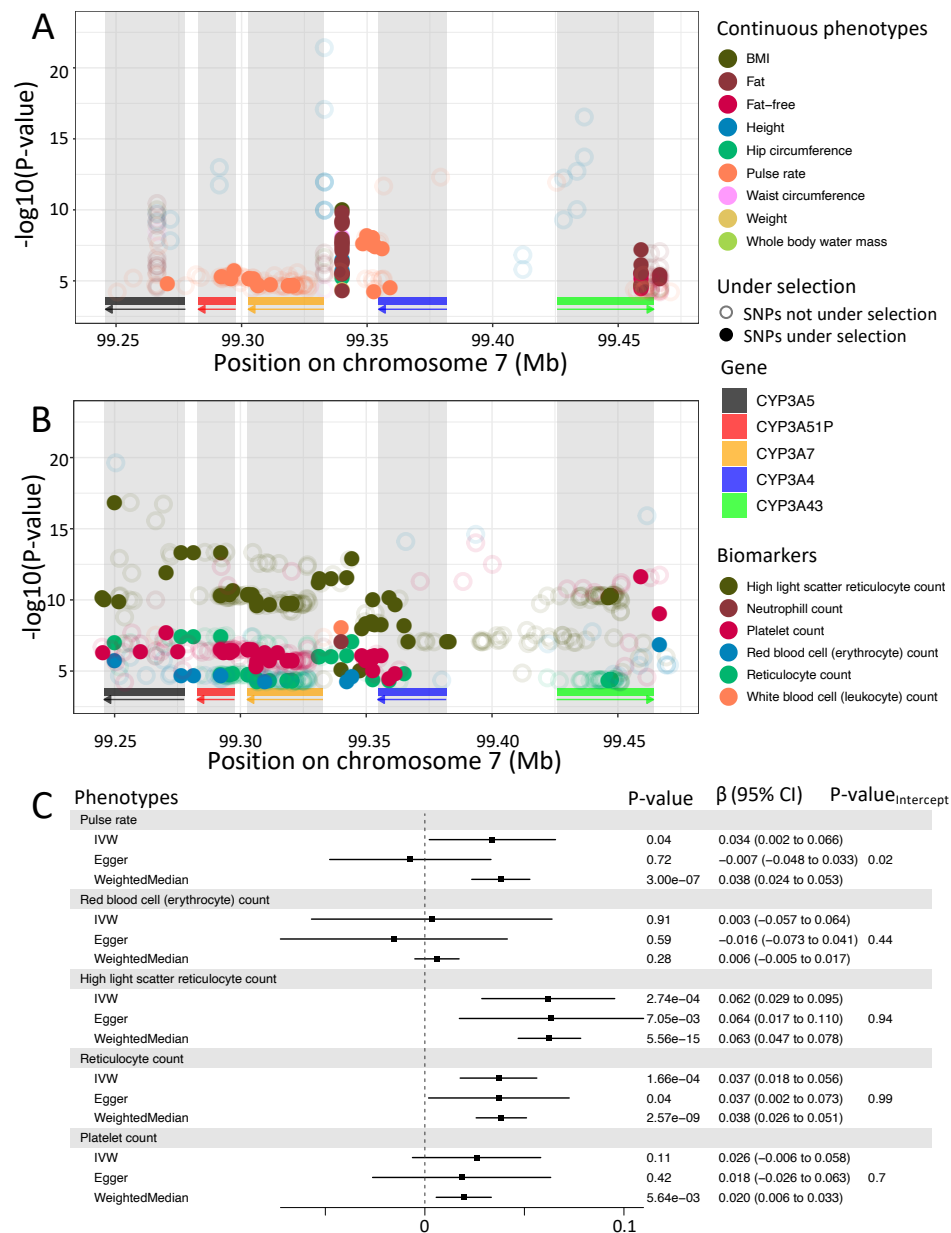 A
-log10(P-value)
20
15
10
5
99.25
99.30
99.35
99.40
99.45
Position on chromosome 7 (Mb)
Continuous phenotypes
BMI
Fat
Fat-free
Height
Hip circumference
Pulse rate
Waist circumference
Weight
Whole body water mass
Under selection
SNPs not under selection
SNPs under selection
Gene
CYP3A5
CYP3A51P
CYP3A7
CYP3A4
CYP3A43
B
-log10(P-value)
20
15
10
5
99.25
99.30
99.35
99.40
99.45
Position on chromosome 7 (Mb)
Biomarkers
High light scatter reticulocyte count
Neutrophill count
Platelet count
Red blood cell (erythrocyte) count
Reticulocyte count
White blood cell (leukocyte) count
C
Phenotypes P-value β (95% CI) P-valueIntercept
Pulse rate
IVW 0.04 0.034 (0.002 to 0.066)
Egger 0.72 −0.007 (−0.048 to 0.033) 0.02
WeightedMedian 3.00e−07 0.038 (0.024 to 0.053)
Red blood cell (erythrocyte) count
IVW 0.91 0.003 (−0.057 to 0.064)
Egger 0.59 −0.016 (−0.073 to 0.041) 0.44
WeightedMedian 0.28 0.006 (−0.005 to 0.017)
High light scatter reticulocyte count
IVW 2.74e−04 0.062 (0.029 to 0.095)
Egger 7.05e−03 0.064 (0.017 to 0.110) 0.94
WeightedMedian 5.56e−15 0.063 (0.047 to 0.078)
Reticulocyte count
IVW 1.66e−04 0.037 (0.018 to 0.056)
Egger 0.04 0.037 (0.002 to 0.073) 0.99
WeightedMedian 2.57e−09 0.038 (0.026 to 0.051)
Platelet count
IVW 0.11 0.026 (−0.006 to 0.058)
Egger 0.42 0.018 (−0.026 to 0.063) 0.7
WeightedMedian 5.64e−03 0.020 (0.006 to 0.033)
0 0.1